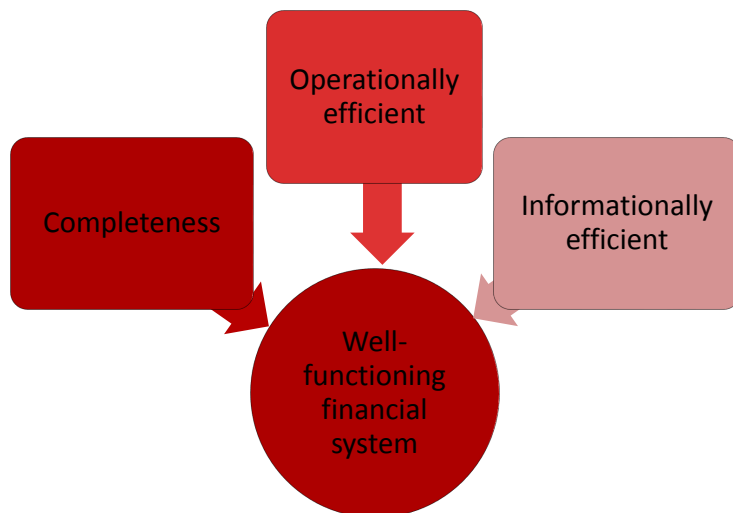 Operationally
efficient
Completeness
Informationally
efficient
Well-
functioning
financial
system